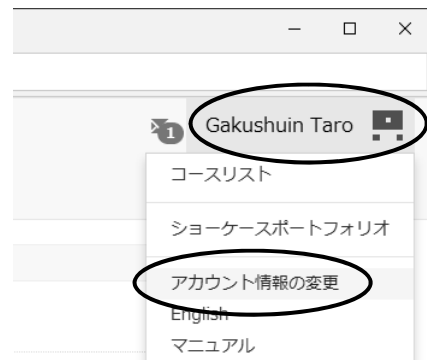 1
Gakushuin Taro
コースリスト
ショーケースポートフォリオ
アカウント情報の変更
English
マニュアル